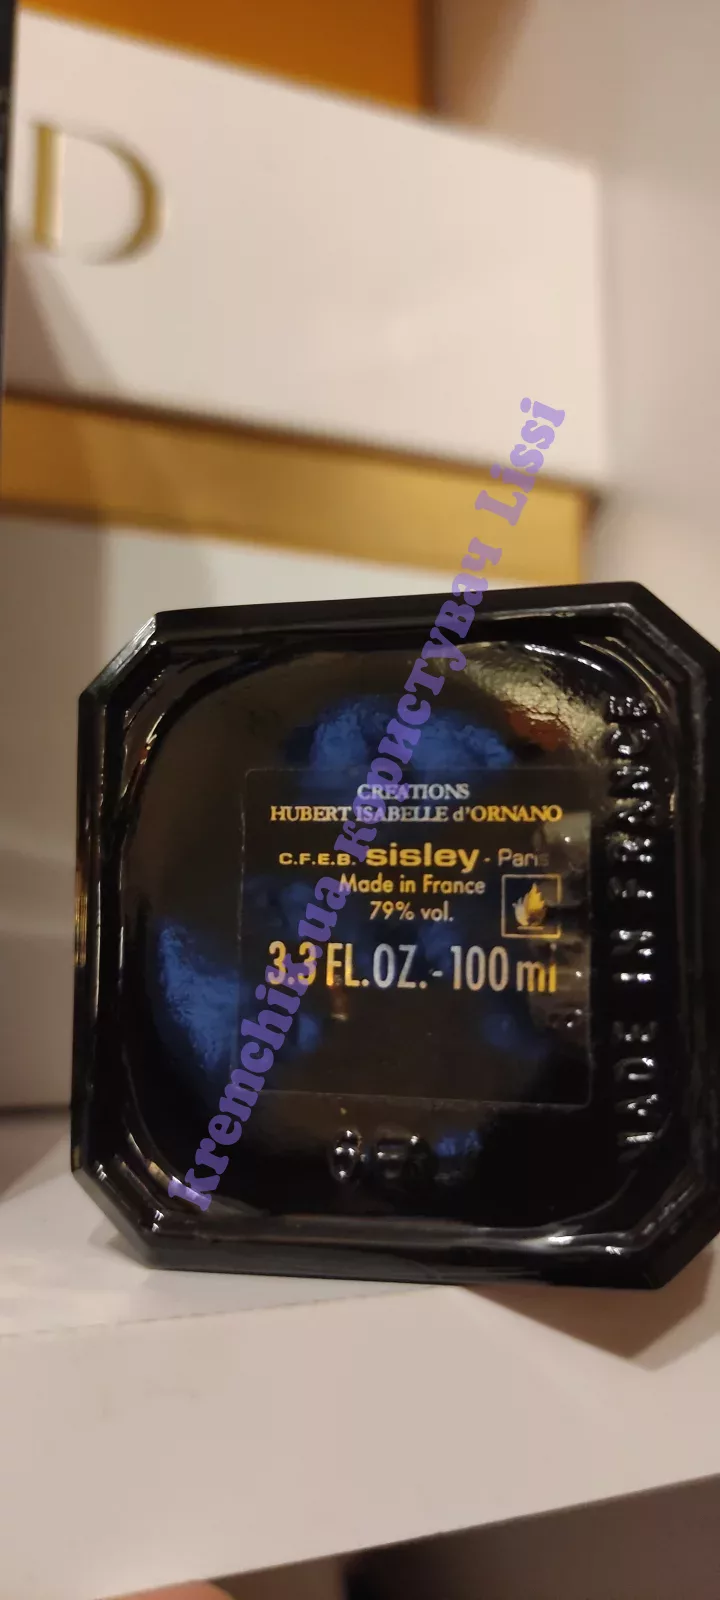 D
CREATIONS
HUBERT ISABELLE d'ORNANO
C.F.E.B. sisley - Paris
Made in France
79% vol.
3.3 FL.OZ. - 100 ml
MADE IN FRANCE
kremchik.ua користувач Lissi